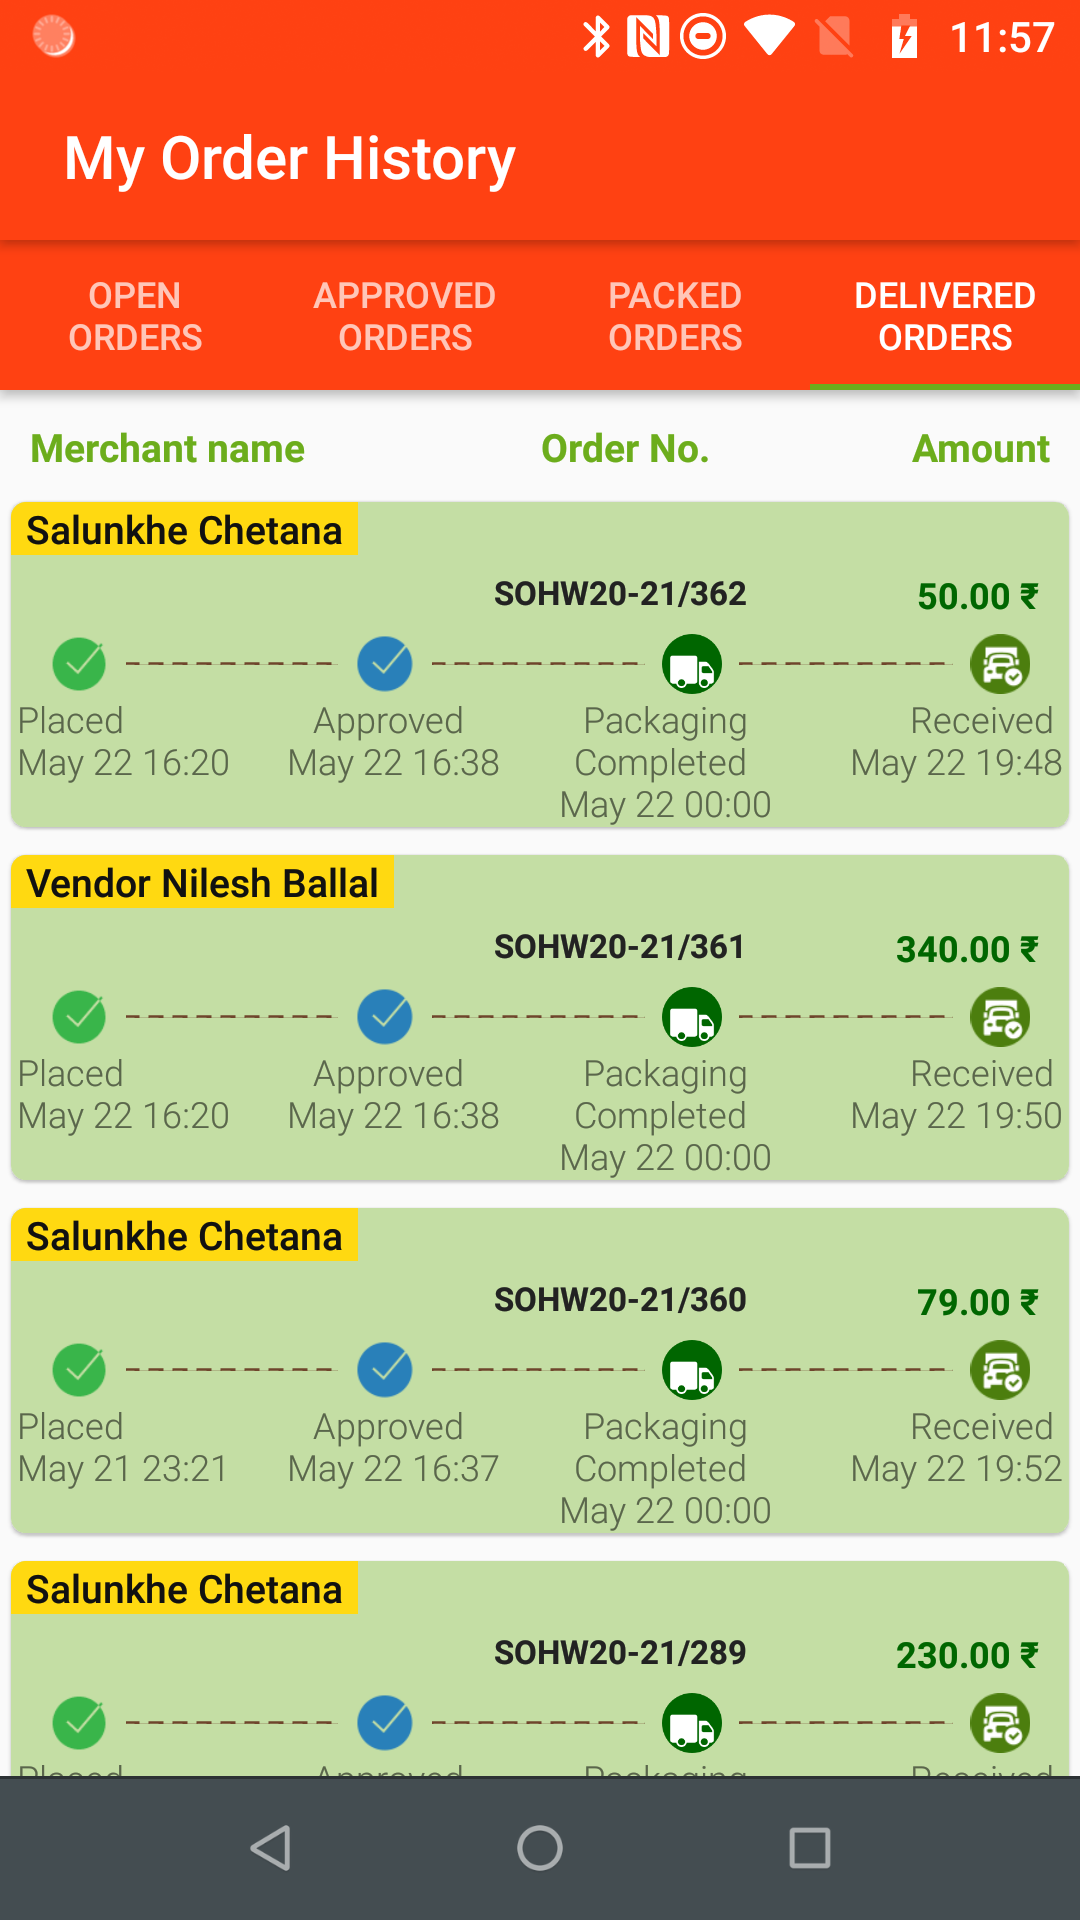 11:57
My Order History
OPEN ORDERS
APPROVED ORDERS
PACKED ORDERS
DELIVERED ORDERS
Merchant name Order No. Amount
Salunkhe Chetana
SOHW20-21/362 50.00 ₹
Placed Approved Packaging Received
May 22 16:20 May 22 16:38 Completed May 22 19:48
May 22 00:00
Vendor Nilesh Ballal
SOHW20-21/361 340.00 ₹
Placed Approved Packaging Received
May 22 16:20 May 22 16:38 Completed May 22 19:50
May 22 00:00
Salunkhe Chetana
SOHW20-21/360 79.00 ₹
Placed Approved Packaging Received
May 21 23:21 May 22 16:37 Completed May 22 19:52
May 22 00:00
Salunkhe Chetana
SOHW20-21/289 230.00 ₹
Placed Approved Packaging Received